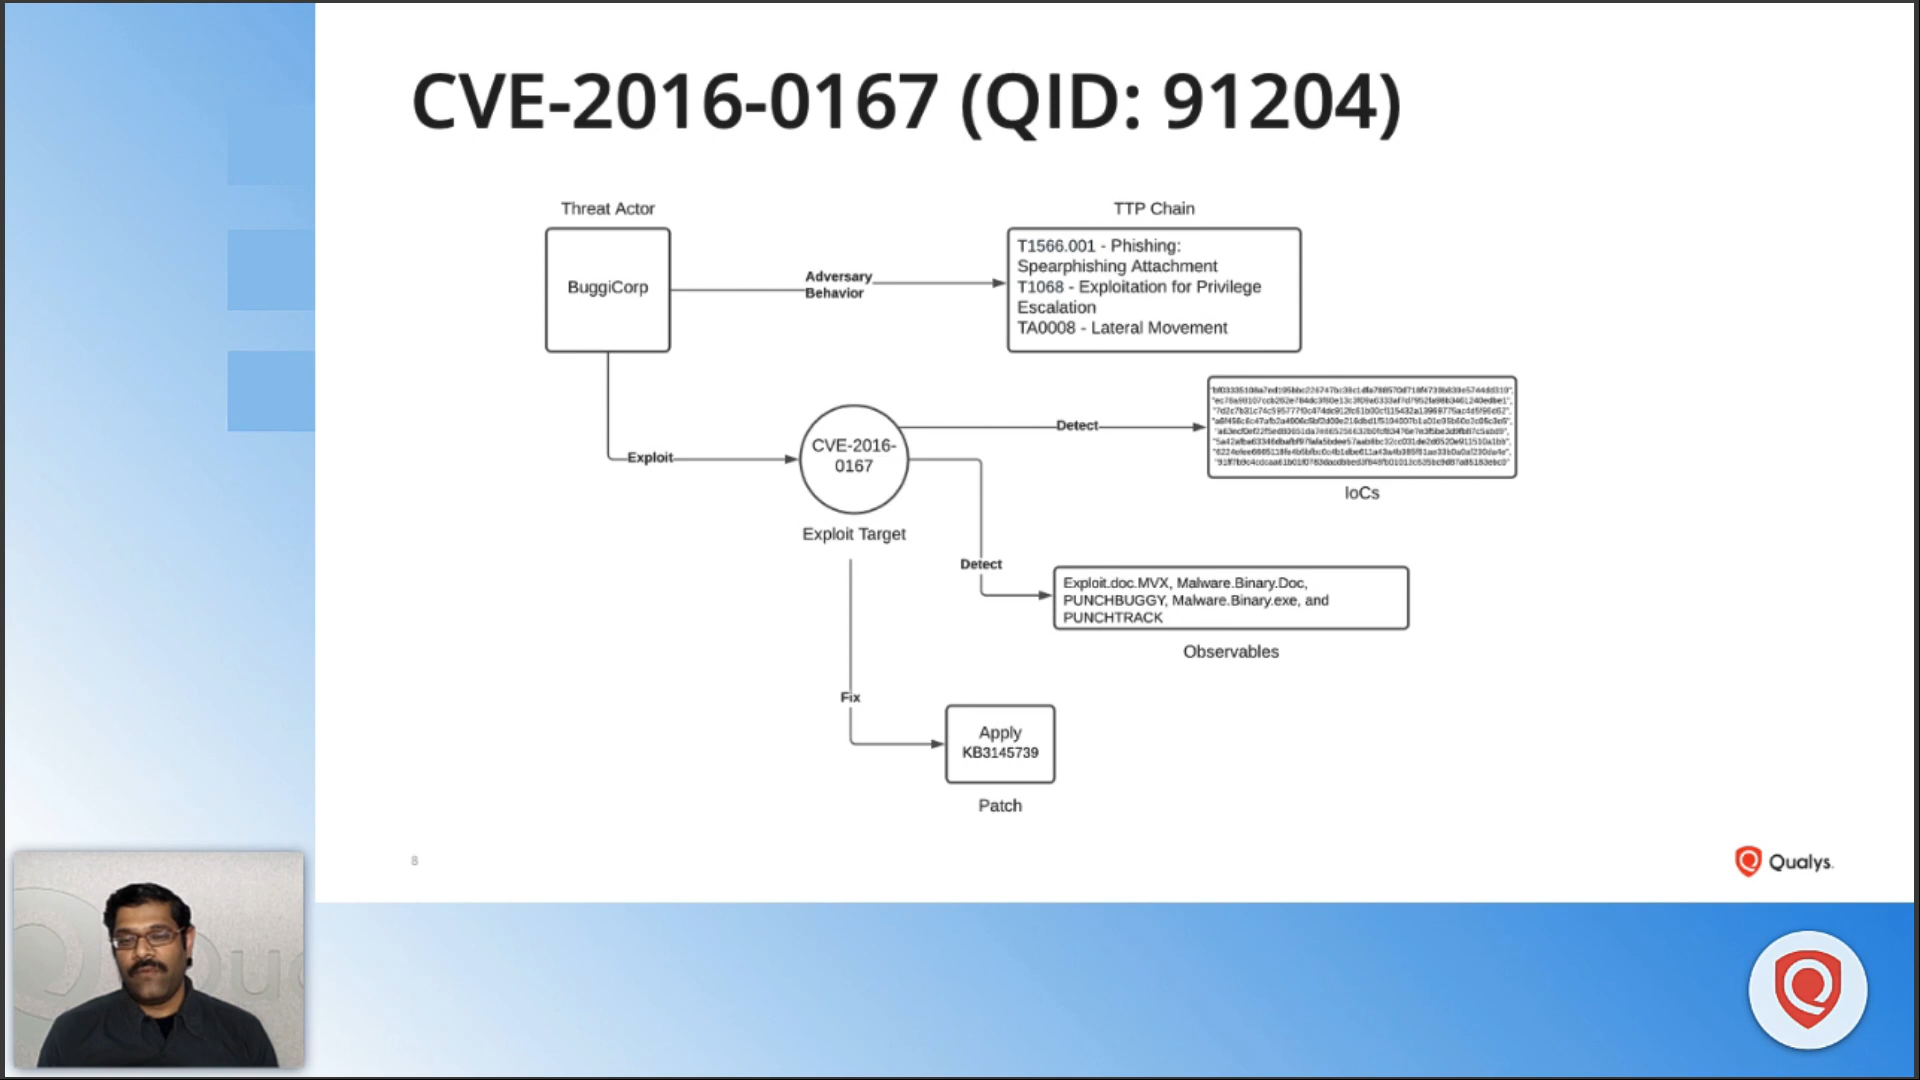 CVE-2016-0167 (QID: 91204)
Threat Actor
TTP Chain
BuggiCorp
Adversary
Behavior
T1566.001 - Phishing:
Spearphishing Attachment
T1068 - Exploitation for Privilege
Escalation
TA0008 - Lateral Movement
Exploit
CVE-2016-
0167
Exploit Target
Detect
IoCs
Detect
Exploit.doc.MVX, Malware.Binary.Doc,
PUNCHBUGGY, Malware.Binary.exe, and
PUNCHTRACK
Observables
Fix
Apply
KB3145739
Patch
8
Qualys.